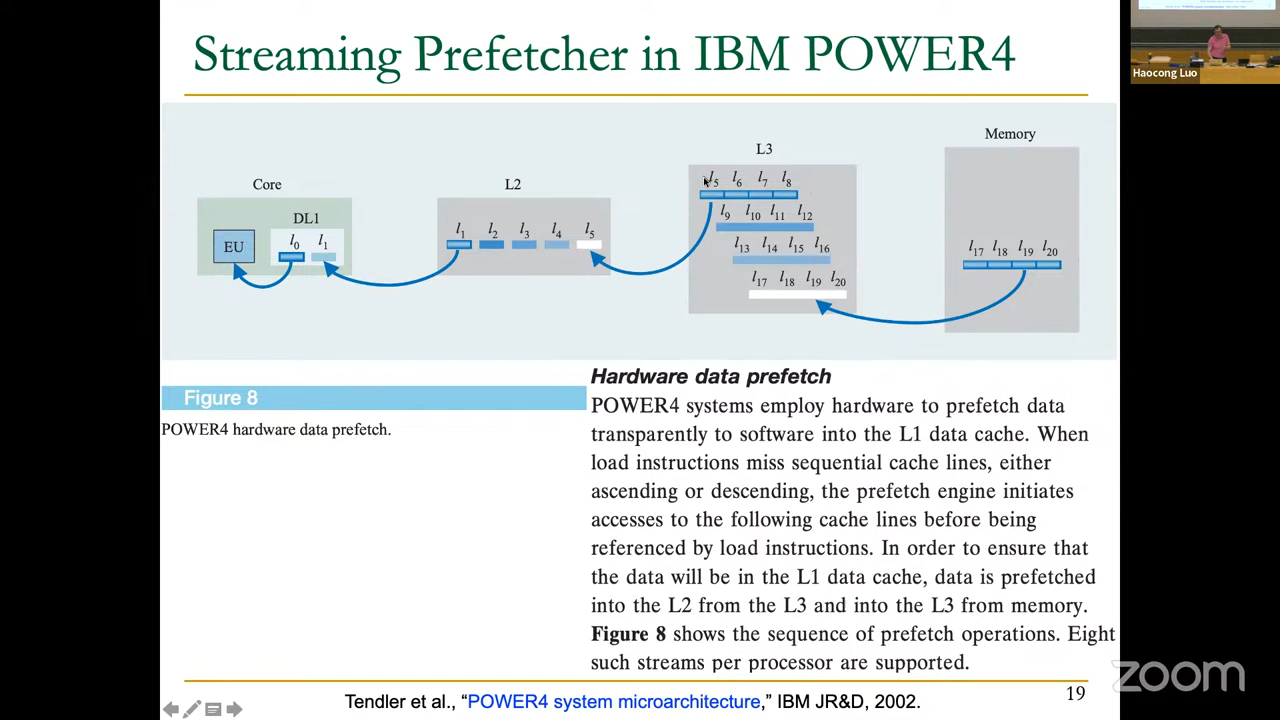 Streaming Prefetcher in IBM POWER4
Haocong Luo
Memory
L3
Core
L2
DL1
EU
l0 l1
l1 l2 l3 l4 l5
l5 l6 l7 l8
l9 l10 l11 l12
l13 l14 l15 l16
l17 l18 l19 l20
l17 l18 l19 l20
Figure 8
POWER4 hardware data prefetch.
Hardware data prefetch
POWER4 systems employ hardware to prefetch data
transparently to software into the L1 data cache. When
load instructions miss sequential cache lines, either
ascending or descending, the prefetch engine initiates
accesses to the following cache lines before being
referenced by load instructions. In order to ensure that
the data will be in the L1 data cache, data is prefetched
into the L2 from the L3 and into the L3 from memory.
Figure 8 shows the sequence of prefetch operations. Eight
such streams per processor are supported.
Tendler et al., “POWER4 system microarchitecture,” IBM JR&D, 2002.
19
zoom